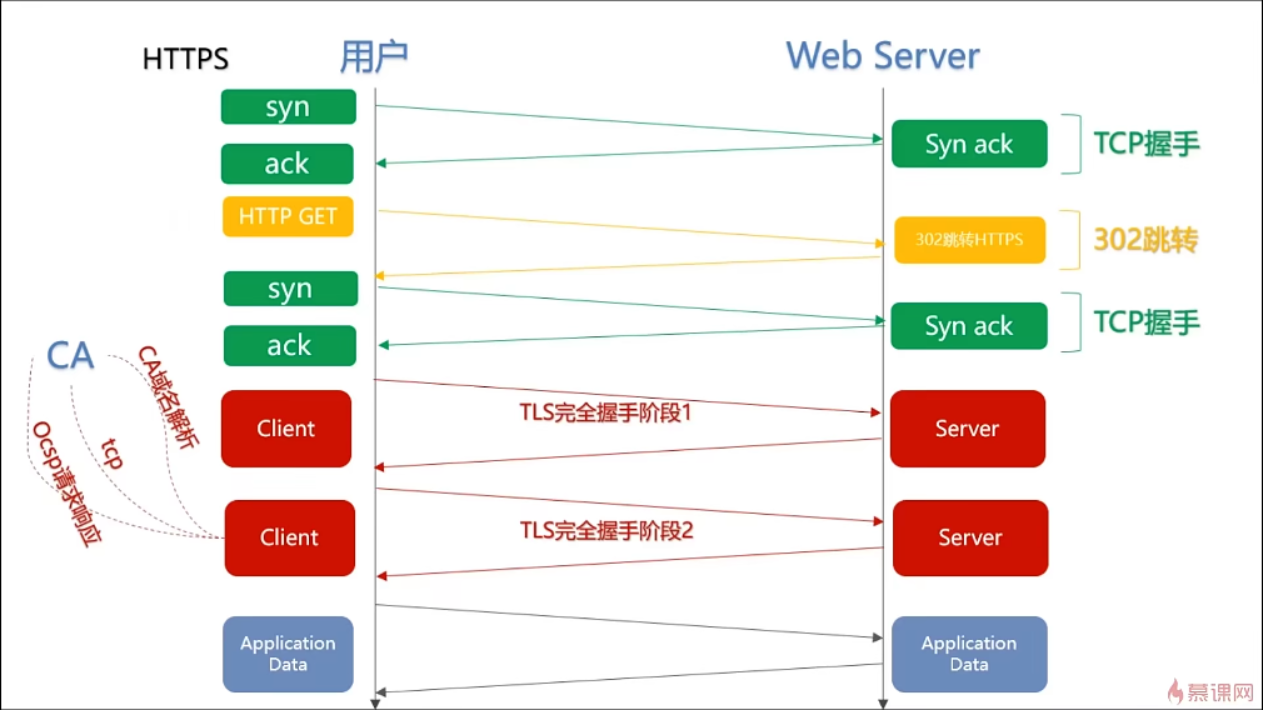 HTTPS
用户
Web Server
syn
Syn ack
TCP握手
ack
HTTP GET
302跳转HTTPS
302跳转
syn
Syn ack
TCP握手
ack
CA
CA域名解析
tcp
Ocsp请求响应
Client
TLS完全握手阶段1
Server
Client
TLS完全握手阶段2
Server
Application
Data
Application
Data
慕课网